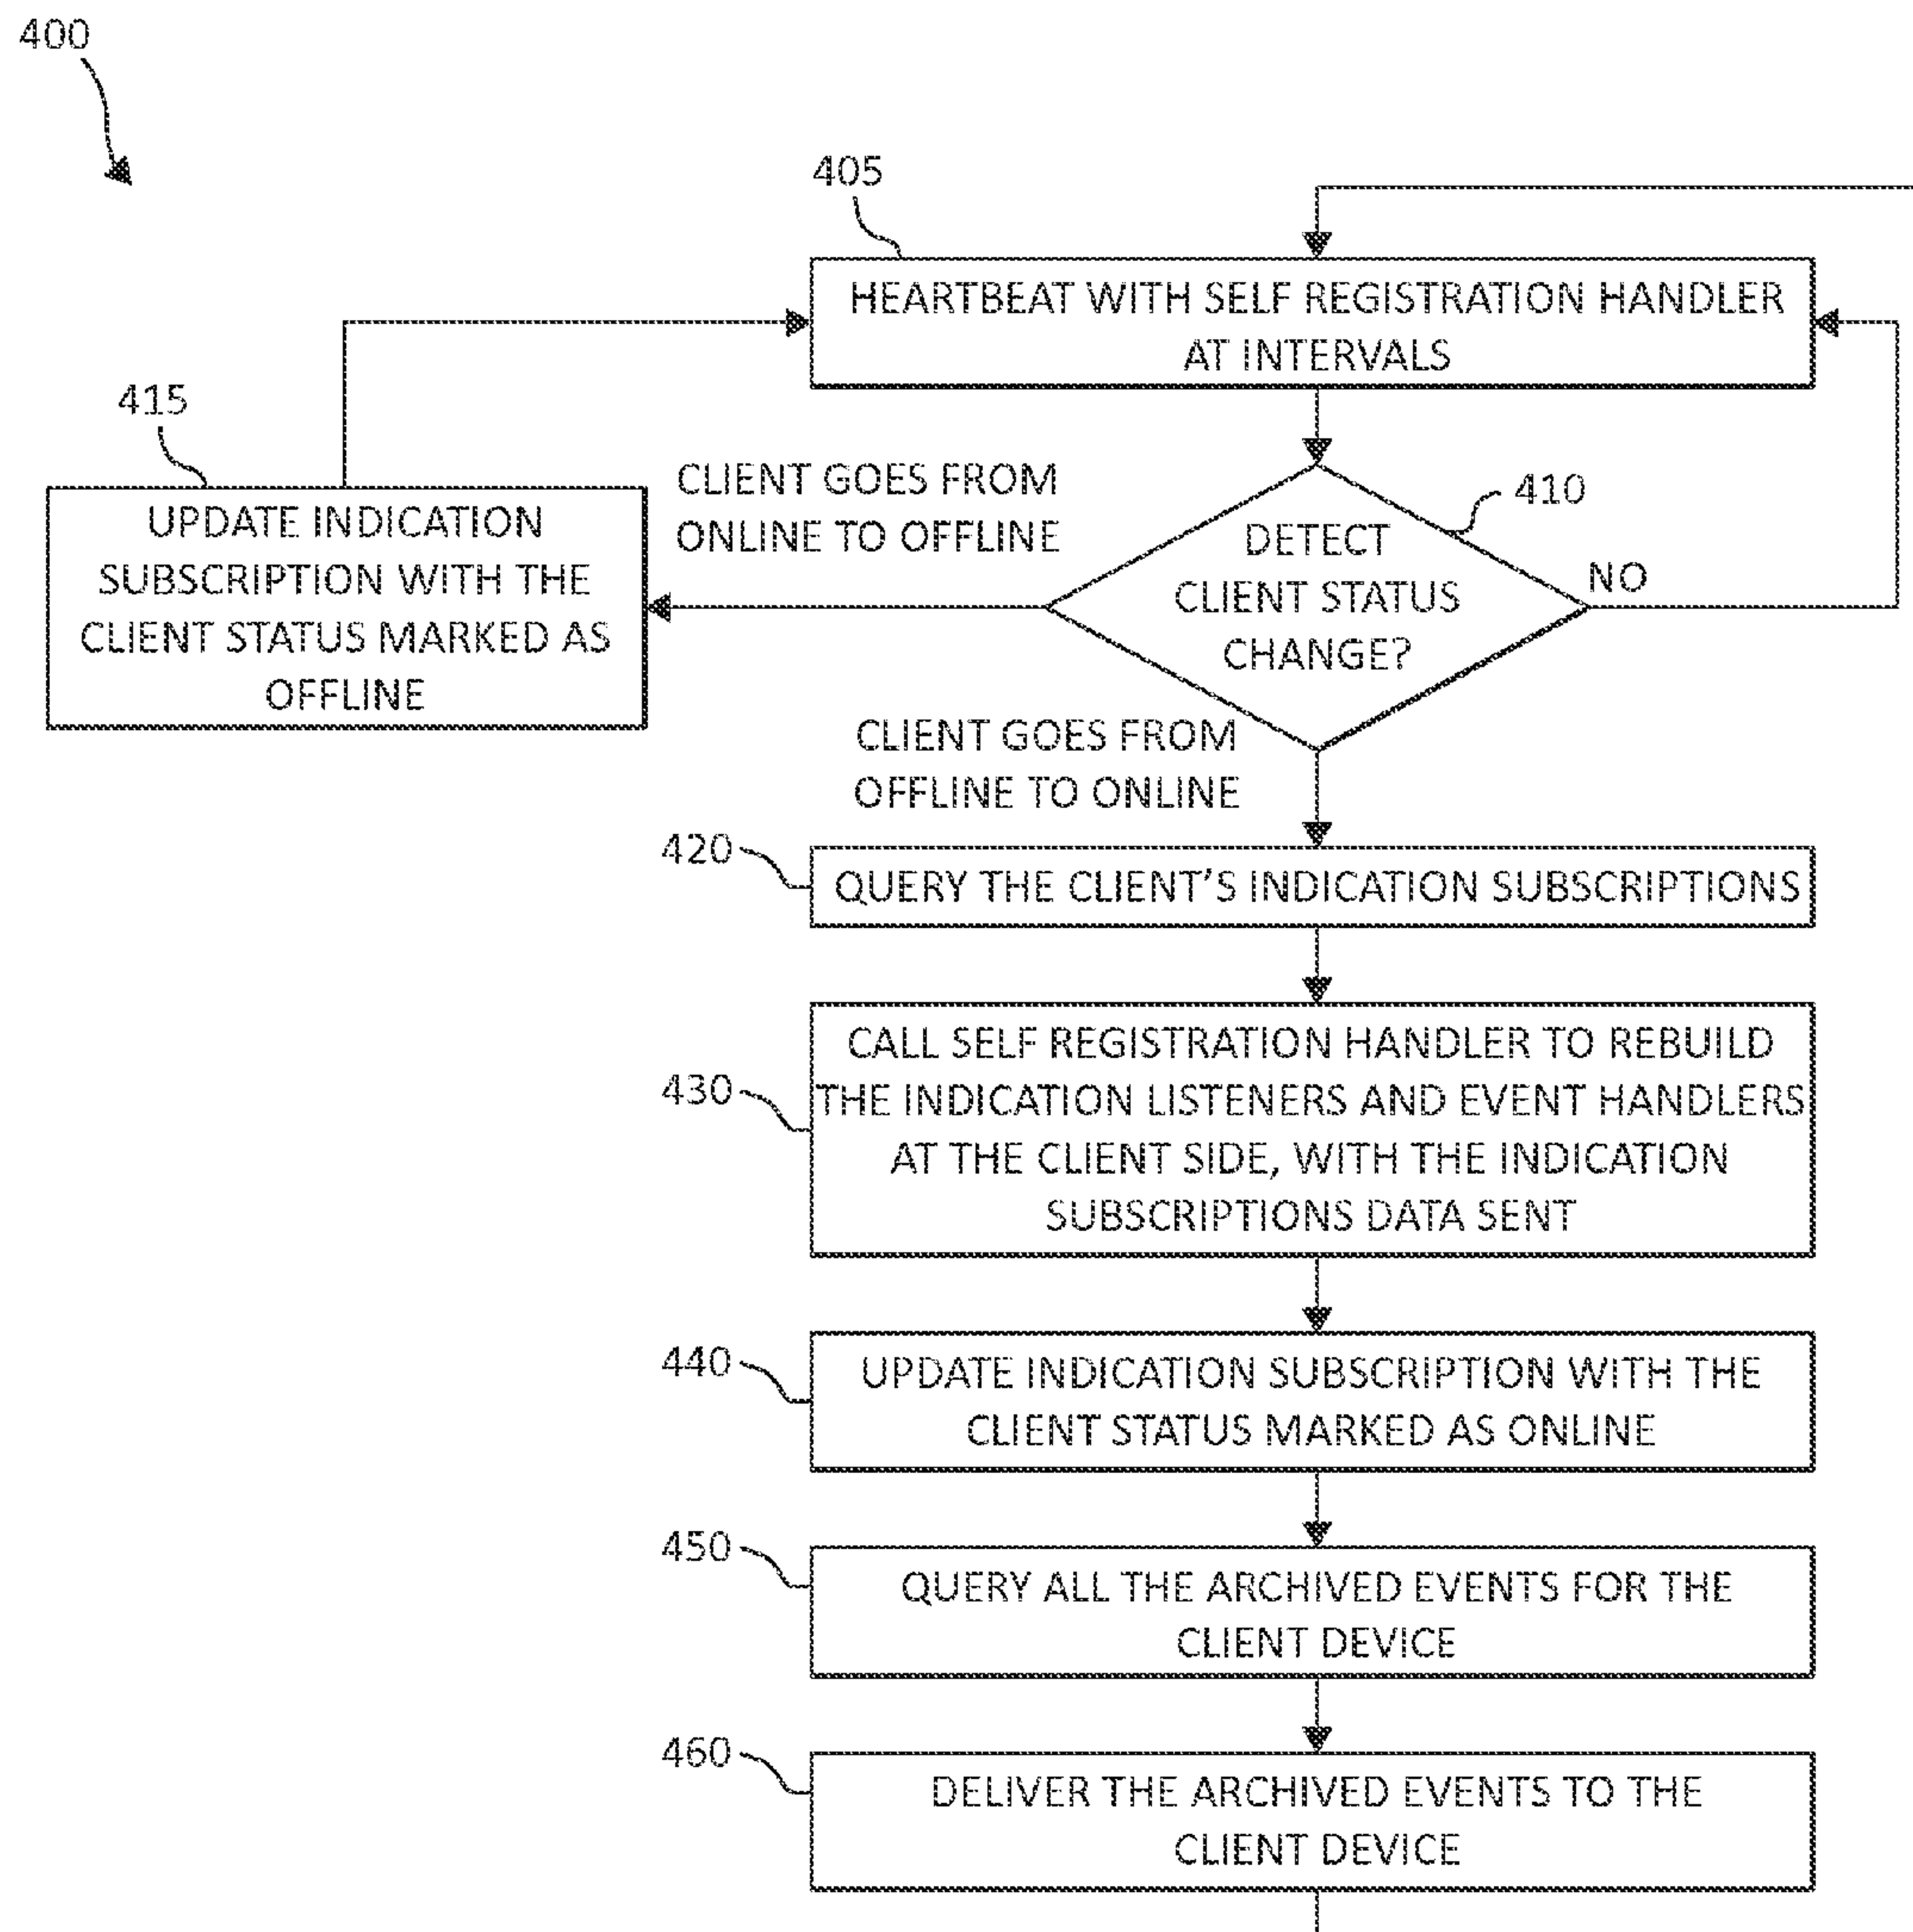 400
405
HEARTBEAT WITH SELF REGISTRATION HANDLER
AT INTERVALS
415
UPDATE INDICATION
SUBSCRIPTION WITH THE
CLIENT STATUS MARKED AS
OFFLINE
CLIENT GOES FROM
ONLINE TO OFFLINE
410
DETECT
CLIENT STATUS
CHANGE?
NO
CLIENT GOES FROM
OFFLINE TO ONLINE
420
QUERY THE CLIENT'S INDICATION SUBSCRIPTIONS
430
CALL SELF REGISTRATION HANDLER TO REBUILD
THE INDICATION LISTENERS AND EVENT HANDLERS
AT THE CLIENT SIDE, WITH THE INDICATION
SUBSCRIPTIONS DATA SENT
440
UPDATE INDICATION SUBSCRIPTION WITH THE
CLIENT STATUS MARKED AS ONLINE
450
QUERY ALL THE ARCHIVED EVENTS FOR THE
CLIENT DEVICE
460
DELIVER THE ARCHIVED EVENTS TO THE
CLIENT DEVICE